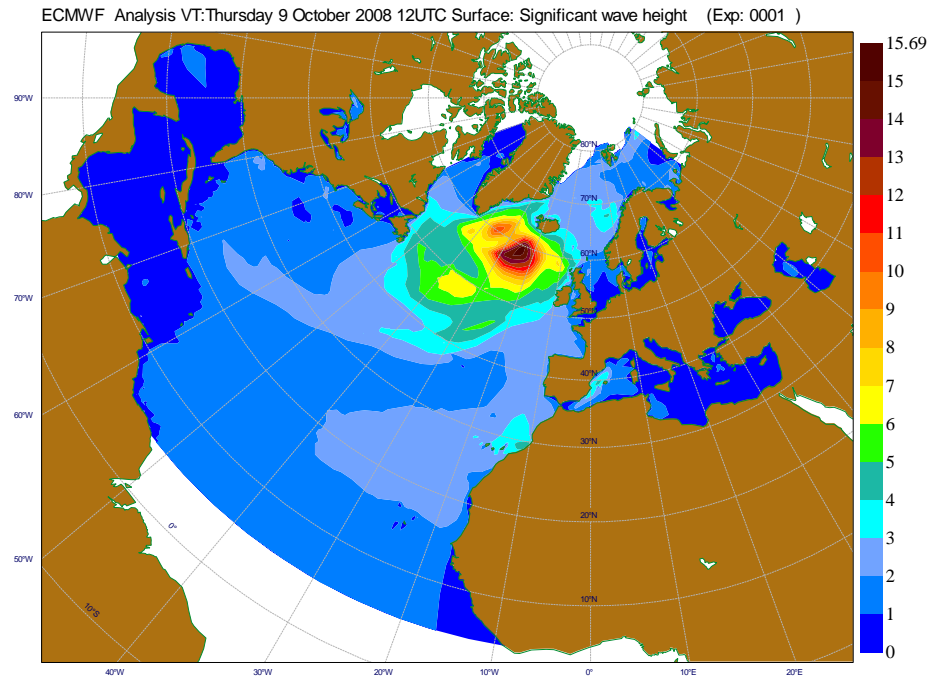 ECMWF Analysis VT:Thursday 9 October 2008 12UTC Surface: Significant wave height (Exp: 0001 )
15.69
15
14
13
12
11
10
9
8
7
6
5
4
3
2
1
0
90°W
80°W
70°W
60°W
50°W
80°N
70°N
60°N
50°N
40°N
30°N
20°N
10°N
0°
10°S
40°W
30°W
20°W
10°W
0°
10°E
20°E